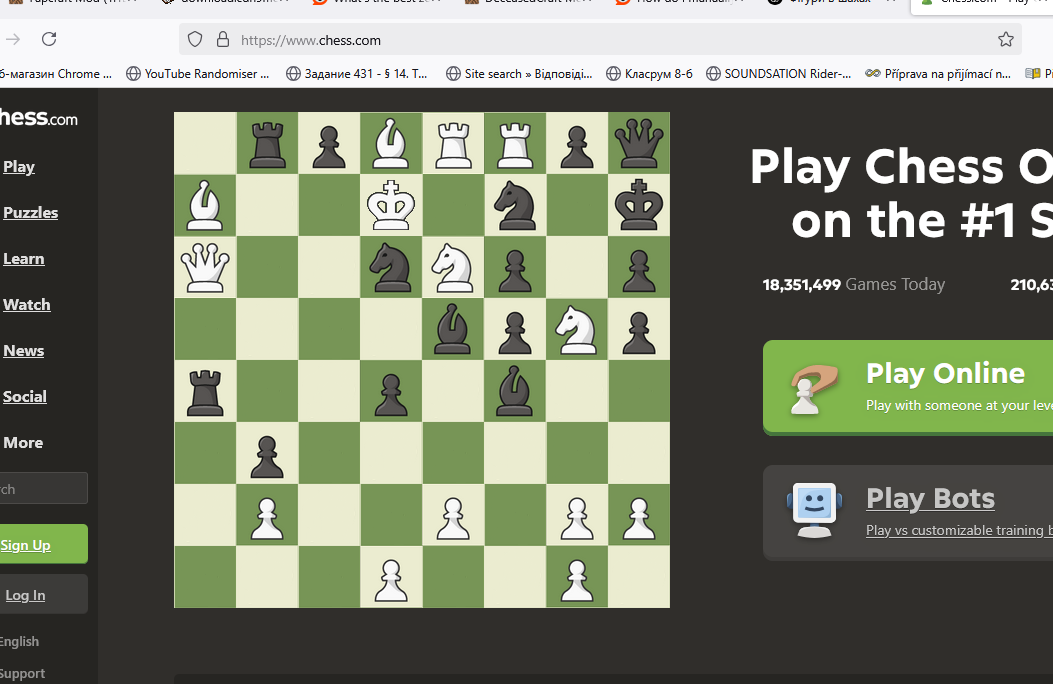 https://www.chess.com
б-магазин Chrome ...
YouTube Randomiser ...
Задание 431 - § 14. Т...
Site search » Відповіді...
Класрум 8-б
SOUNDSATION Rider-...
Příprava na přijímací n...
hess.com
Play
Puzzles
Learn
Watch
News
Social
More
rch
Sign Up
Log In
English
Support
Play Chess O
on the #1 S
18,351,499 Games Today
210,63
Play Online
Play with someone at your leve
Play Bots
Play vs customizable training b